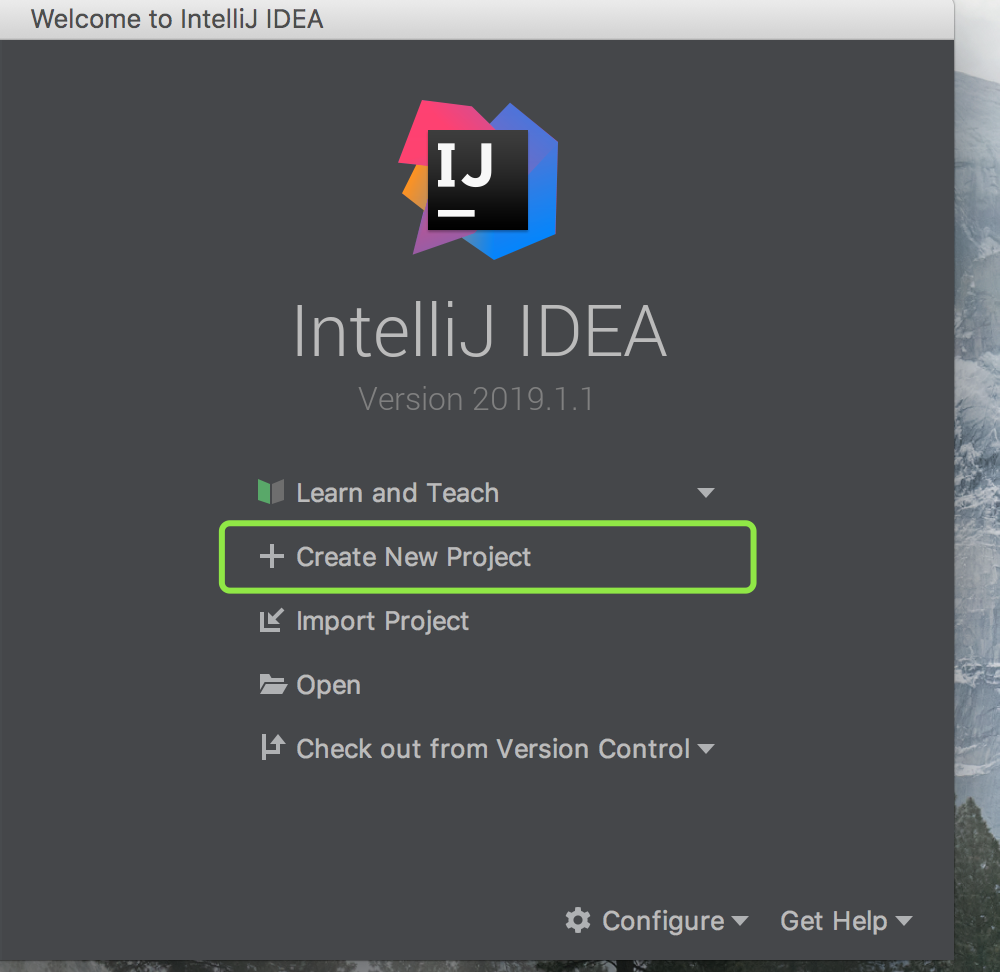 Welcome to IntelliJ IDEA
IJ
IntelliJ IDEA
Version 2019.1.1
Learn and Teach
Create New Project
Import Project
Open
Check out from Version Control
Configure Get Help